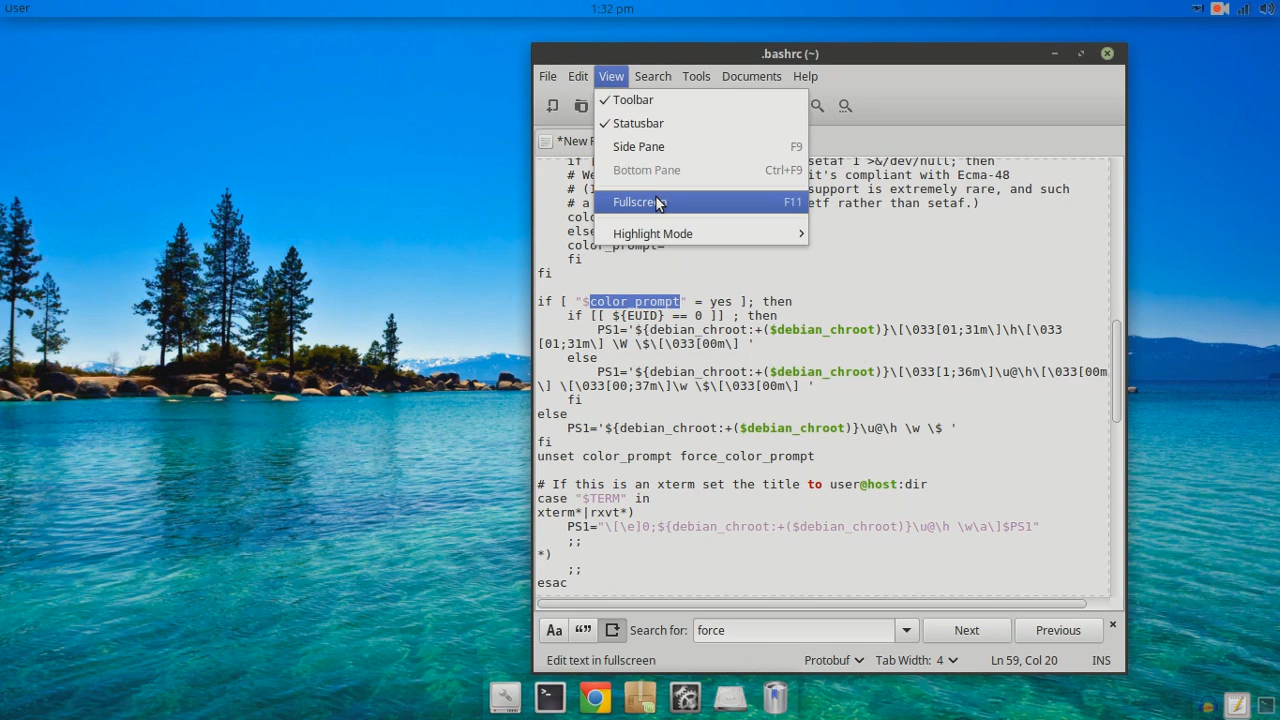 User
1:32 pm
.bashrc (~)
File Edit View Search Tools Documents Help
Toolbar
Statusbar
Side Pane F9
Bottom Pane Ctrl+F9
Fullscreen F11
Highlight Mode
*New
if setaf 1 >&/dev/null; then
# We it's compliant with Ecma-48
# ( support is extremely rare, and such
# a etf rather than setaf.)
else
color_prompt=
fi
fi
if [ "$color_prompt" = yes ]; then
if [[ ${EUID} == 0 ]] ; then
PS1='${debian_chroot:+($debian_chroot)}\[\033[01;31m\]\h\[\033
[01;31m\] \W \$\[\033[00m\] '
else
PS1='${debian_chroot:+($debian_chroot)}\[\033[1;36m\]\u@\h\[\033[00m
\] \[\033[00;37m\]\w \$\[\033[00m\] '
fi
else
PS1='${debian_chroot:+($debian_chroot)}\u@\h \w \$ '
fi
unset color_prompt force_color_prompt
# If this is an xterm set the title to user@host:dir
case "$TERM" in
xterm*|rxvt*)
PS1="\[\e]0;${debian_chroot:+($debian_chroot)}\u@\h \w\a\]$PS1"
;;
*)
;;
esac
Aa “” Search for: force Next Previous ×
Edit text in fullscreen Protobuf Tab Width: 4 Ln 59, Col 20 INS